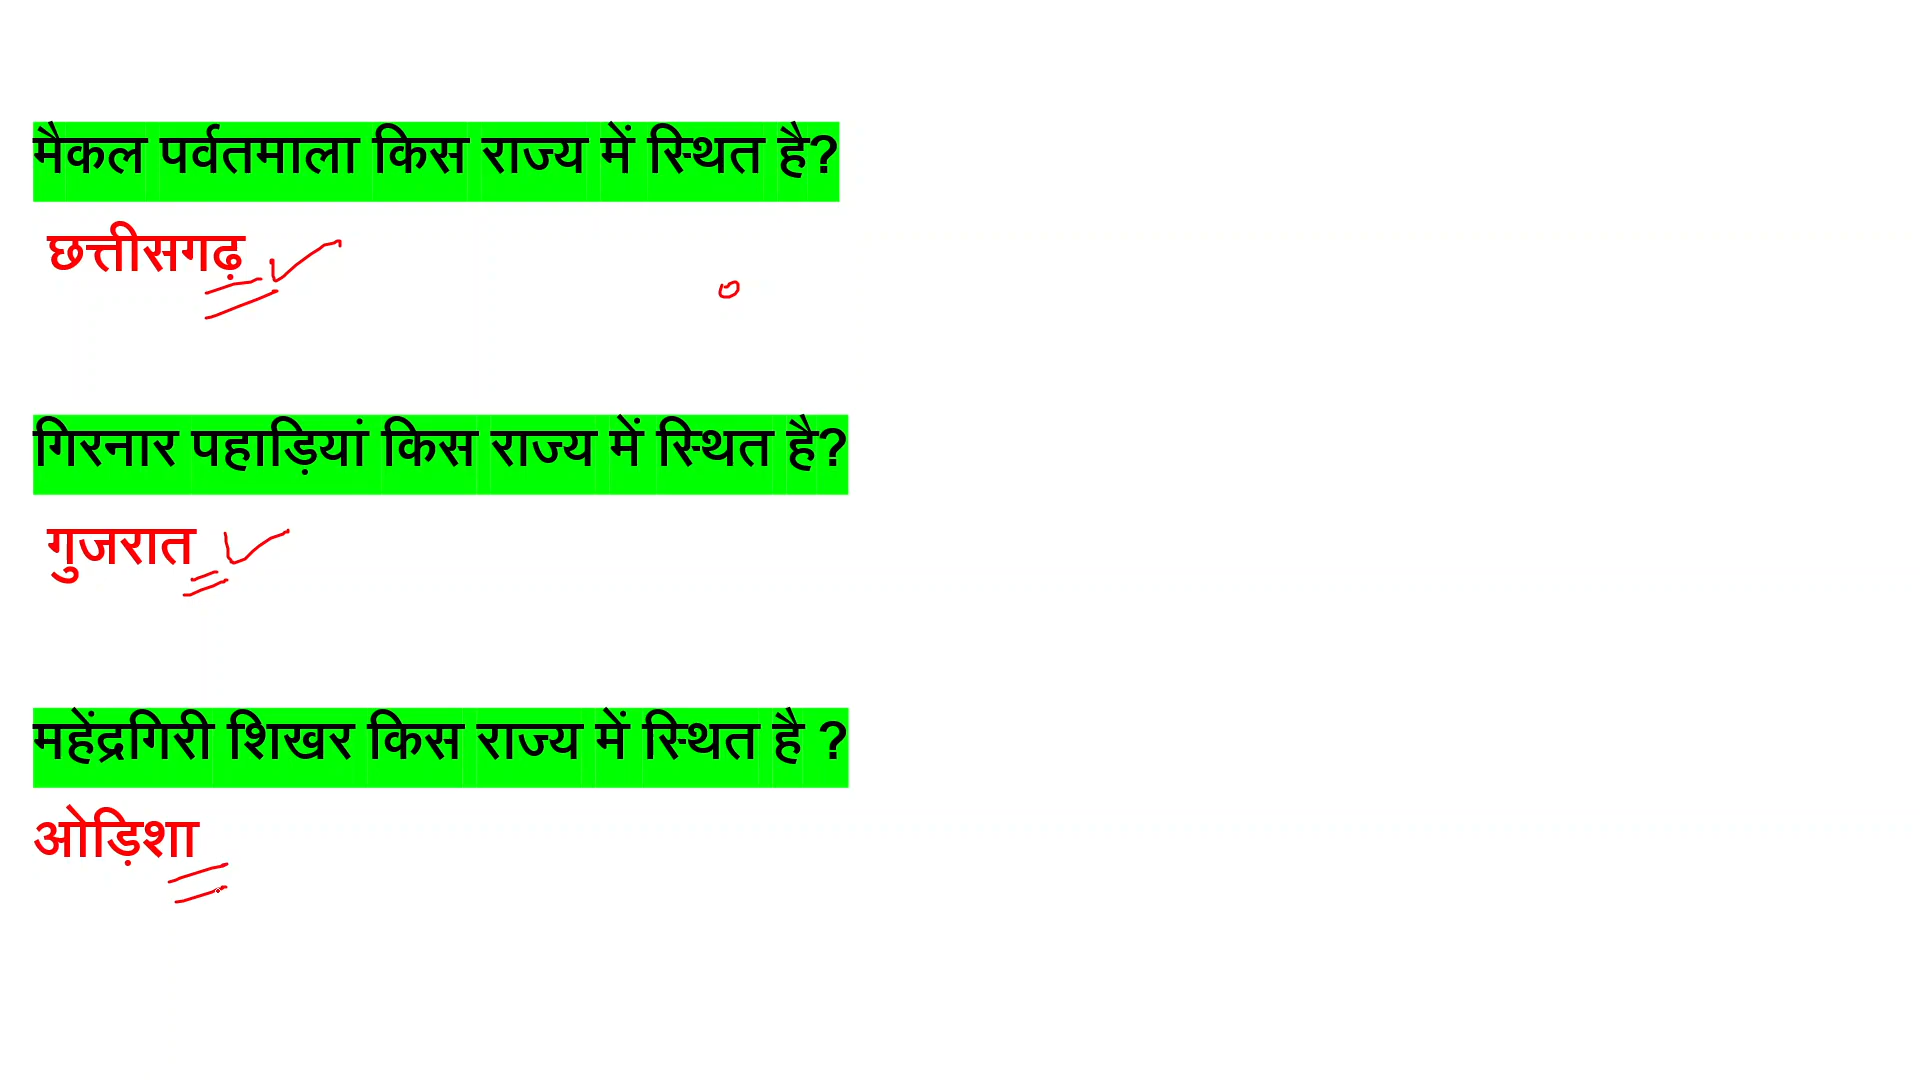 मैकल पर्वतमाला किस राज्य में स्थित है?
छत्तीसगढ़
गिरनार पहाड़ियां किस राज्य में स्थित है?
गुजरात
महेंद्रगिरी शिखर किस राज्य में स्थित है ?
ओड़िशा